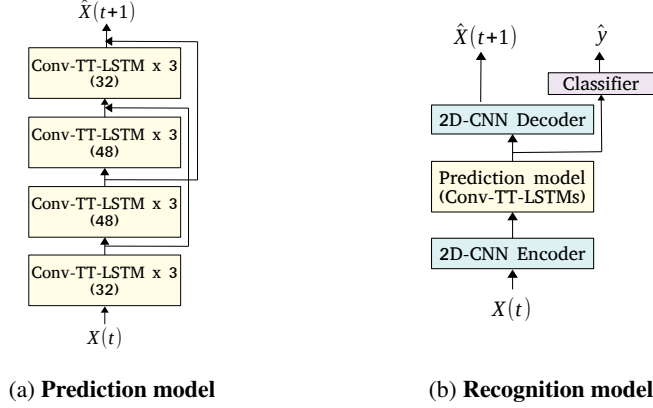 X̂(t+1)
Conv-TT-LSTM x 3
(32)
Conv-TT-LSTM x 3
(48)
Conv-TT-LSTM x 3
(48)
Conv-TT-LSTM x 3
(32)
X(t)
(a) Prediction model
X̂(t+1)
ŷ
Classifier
2D-CNN Decoder
Prediction model
(Conv-TT-LSTMs)
2D-CNN Encoder
X(t)
(b) Recognition model